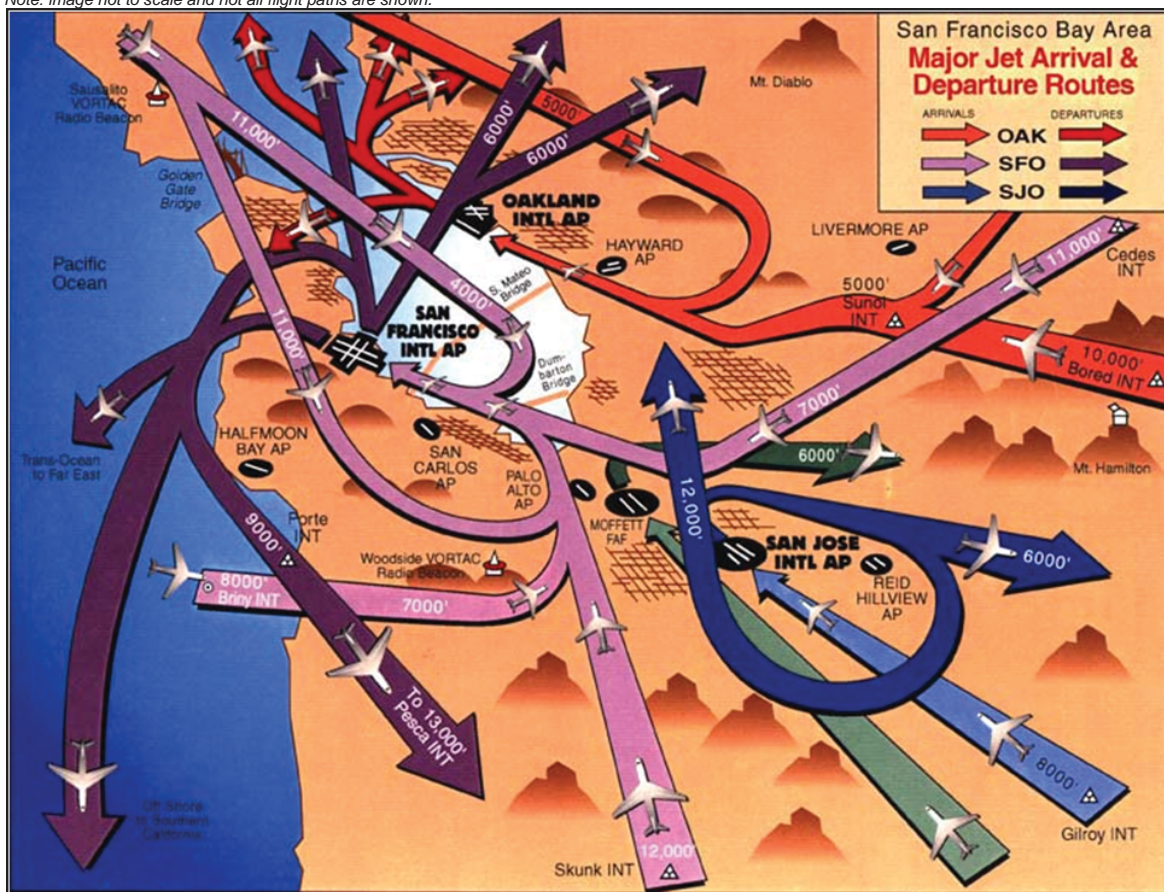 Note: Image not to scale and not all flight paths are shown.
San Francisco Bay Area
Major Jet Arrival &
Departure Routes
ARRIVALS
DEPARTURES
OAK
SFO
SJO
Sausalito
VORTAC
Radio Beacon
Golden
Gate
Bridge
Pacific
Ocean
11,000'
6000'
6000'
5000'
Mt. Diablo
OAKLAND
INTL AP
HAYWARD
AP
LIVERMORE AP
11,000'
Cedes
INT
5000'
Sunol
INT
10,000'
Bored INT
Mt. Hamilton
4000'
S. Mateo
Bridge
SAN
FRANCISCO
INTL AP
Dum-
barton
Bridge
11,000'
7000'
HALFMOON
BAY AP
SAN
CARLOS
AP
PALO
ALTO
AP
6000'
12,000'
MOFFETT
FAF
SAN JOSE
INTL AP
REID
HILLVIEW
AP
6000'
Trans-Ocean
to Far East
9000'
Porte
INT
Woodside VORTAC
Radio Beacon
8000'
Briny INT
7000'
To 13,000'
Pesca INT
Off Shore
to Southern
California
Skunk INT
12,000'
8000'
Gilroy INT